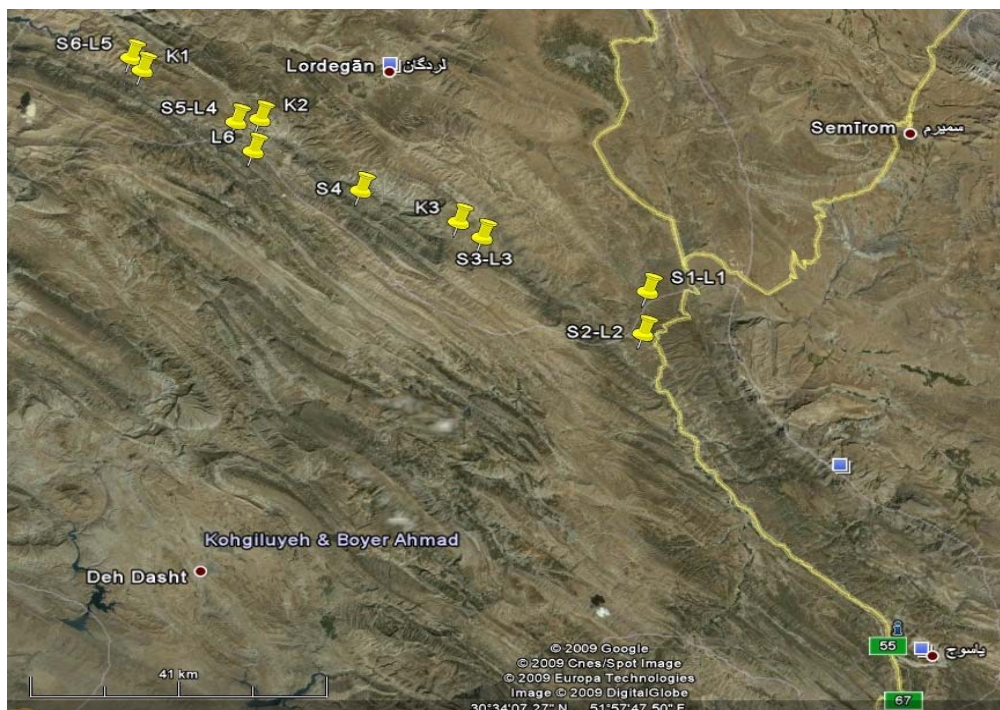 S6-L5
K1
Lordegān لردگان
S5-L4
K2
L6
Semīrom سمیرم
S4
K3
S3-L3
S1-L1
S2-L2
Kohgiluyeh & Boyer Ahmad
Deh Dasht
55
یاسوج
41 km
© 2009 Google
© 2009 Cnes/Spot Image
© 2009 Europa Technologies
Image © 2009 DigitalGlobe
67
30°34'07.27" N 51°57'47.50" E